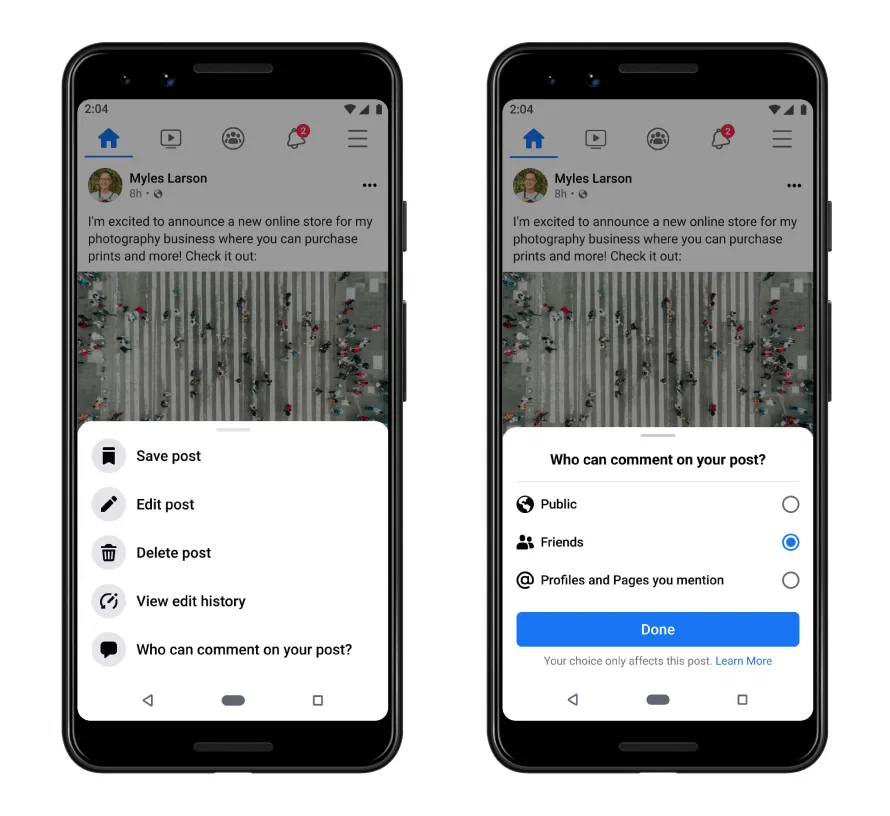 2:04
2
Myles Larson
8h •
I'm excited to announce a new online store for my
photography business where you can purchase
prints and more! Check it out:
Save post
Edit post
Delete post
View edit history
Who can comment on your post?
2:04
2
Myles Larson
8h •
I'm excited to announce a new online store for my
photography business where you can purchase
prints and more! Check it out:
Who can comment on your post?
Public
Friends
@ Profiles and Pages you mention
Done
Your choice only affects this post. Learn More